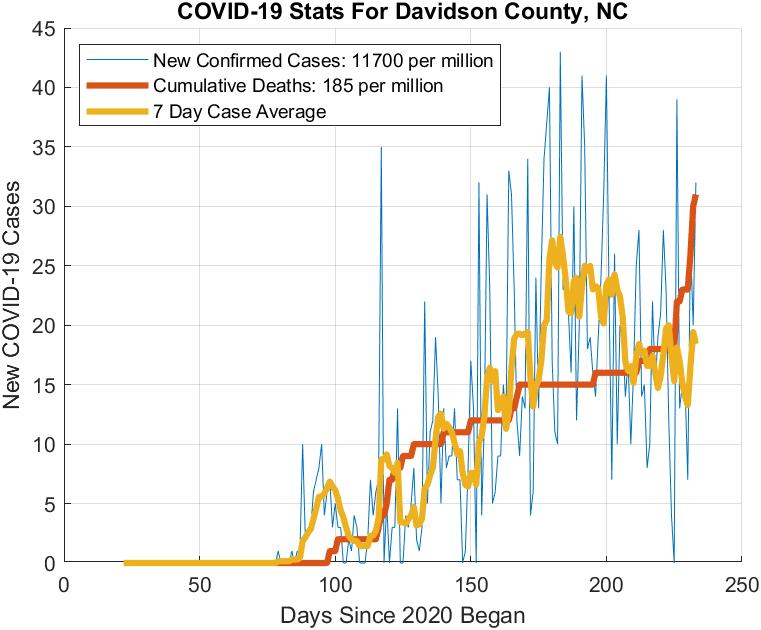 COVID-19 Stats For Davidson County, NC
45
40
35
30
25
20
15
10
5
0
New COVID-19 Cases
New Confirmed Cases: 11700 per million
Cumulative Deaths: 185 per million
7 Day Case Average
0 50 100 150 200 250
Days Since 2020 Began